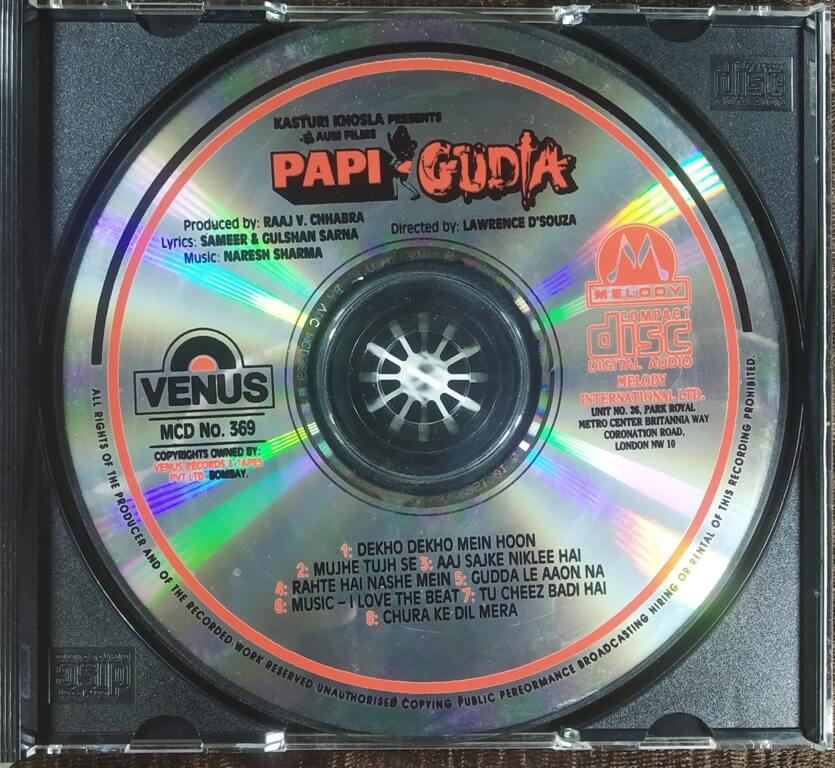 KASTURI KHOSLA PRESENTS
AUM FILMS
PAPI GUDIA
Produced by: RAAJ V. CHHABRA
Directed by: LAWRENCE D'SOUZA
Lyrics: SAMEER & GULSHAN SARNA
Music: NARESH SHARMA
MELODY
COMPACT
disc
DIGITAL AUDIO
MELODY
INTERNATIONAL LTD.
UNIT NO. 26, PARK ROYAL
METRO CENTER BRITANNIA WAY
CORONATION ROAD,
LONDON NW 10
VENUS
MCD No. 369
COPYRIGHTS OWNED BY:
VENUS RECORDS & TAPES
PVT LTD. BOMBAY.
1: DEKHO DEKHO MEIN HOON
2: MUJHE TUJH SE 3: AAJ SAJKE NIKLEE HAI
4: RAHTE HAI NASHE MEIN 5: GUDDA LE AAON NA
6: MUSIC – I LOVE THE BEAT 7: TU CHEEZ BADI HAI
8: CHURA KE DIL MERA
ALL RIGHTS OF THE PRODUCER AND OF THE RECORDED WORK RESERVED UNAUTHORISED COPYING PUBLIC PEREORMANCE BROADCASTING HIRING OR RENTAL OF THIS RECORDING PROHIBITED.
disc
disc